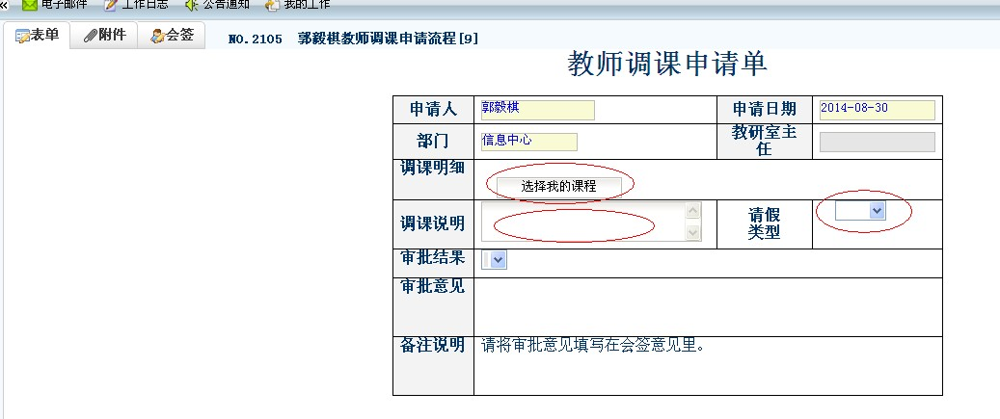 « 电子邮件 工作日志 公告通知 我的工作
表单 附件 会签 NO.2105 郭毅棋教师调课申请流程[9]
教师调课申请单
申请人 郭毅棋 申请日期 2014-08-30
部门 信息中心 教研室主
任
调课明细 选择我的课程
调课说明 请假
类型
审批结果
审批意见
备注说明 请将审批意见填写在会签意见里。